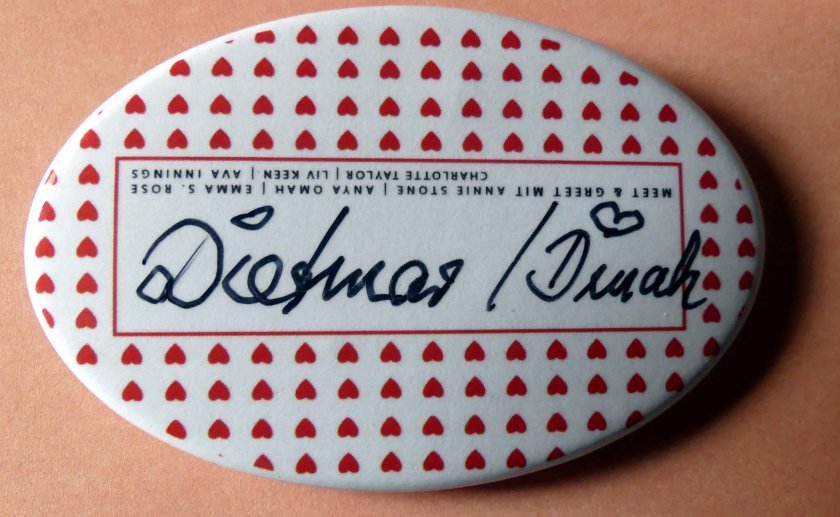 MEET & GREET MIT ANNIE STONE | ANYA OMAH | EMMA S. ROSE
CHARLOTTE TAYLOR | LIV KEEN | AVA INNINGS
Dietmar / Dinah